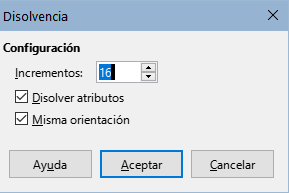 Disolvencia
Configuración
Incrementos: 16
Disolver atributos
Misma orientación
Ayuda Aceptar Cancelar